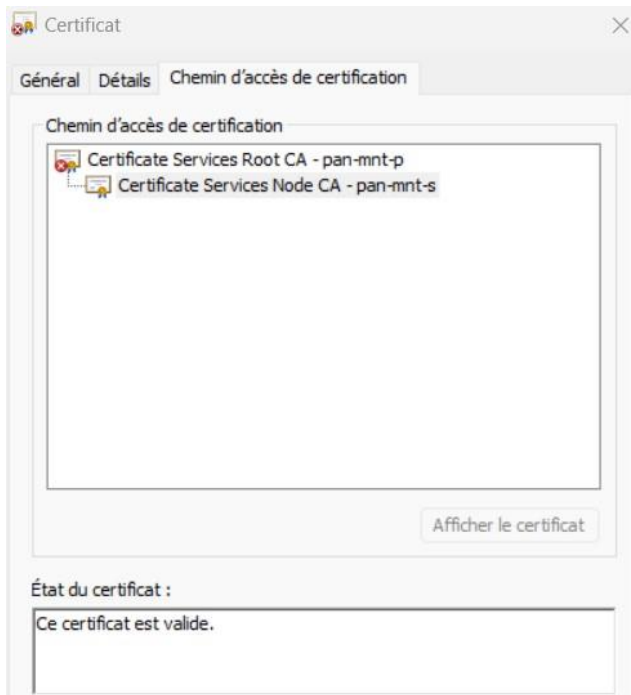 Certificat
Général Détails Chemin d'accès de certification
Chemin d'accès de certification
Certificate Services Root CA - pan-mnt-p
Certificate Services Node CA - pan-mnt-s
Afficher le certificat
État du certificat :
Ce certificat est valide.